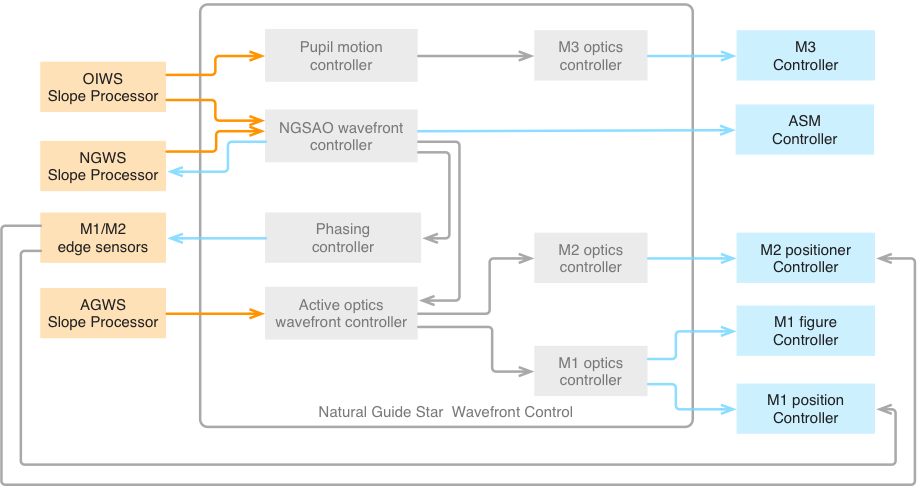 Pupil motion
controller
M3 optics
controller
M3
Controller
OIWS
Slope Processor
ASM
Controller
NGSAO wavefront
controller
NGWS
Slope Processor
M1/M2
edge sensors
Phasing
controller
M2 optics
controller
M2 positioner
Controller
AGWS
Slope Processor
Active optics
wavefront controller
M1 figure
Controller
M1 optics
controller
M1 position
Controller
Natural Guide Star Wavefront Control